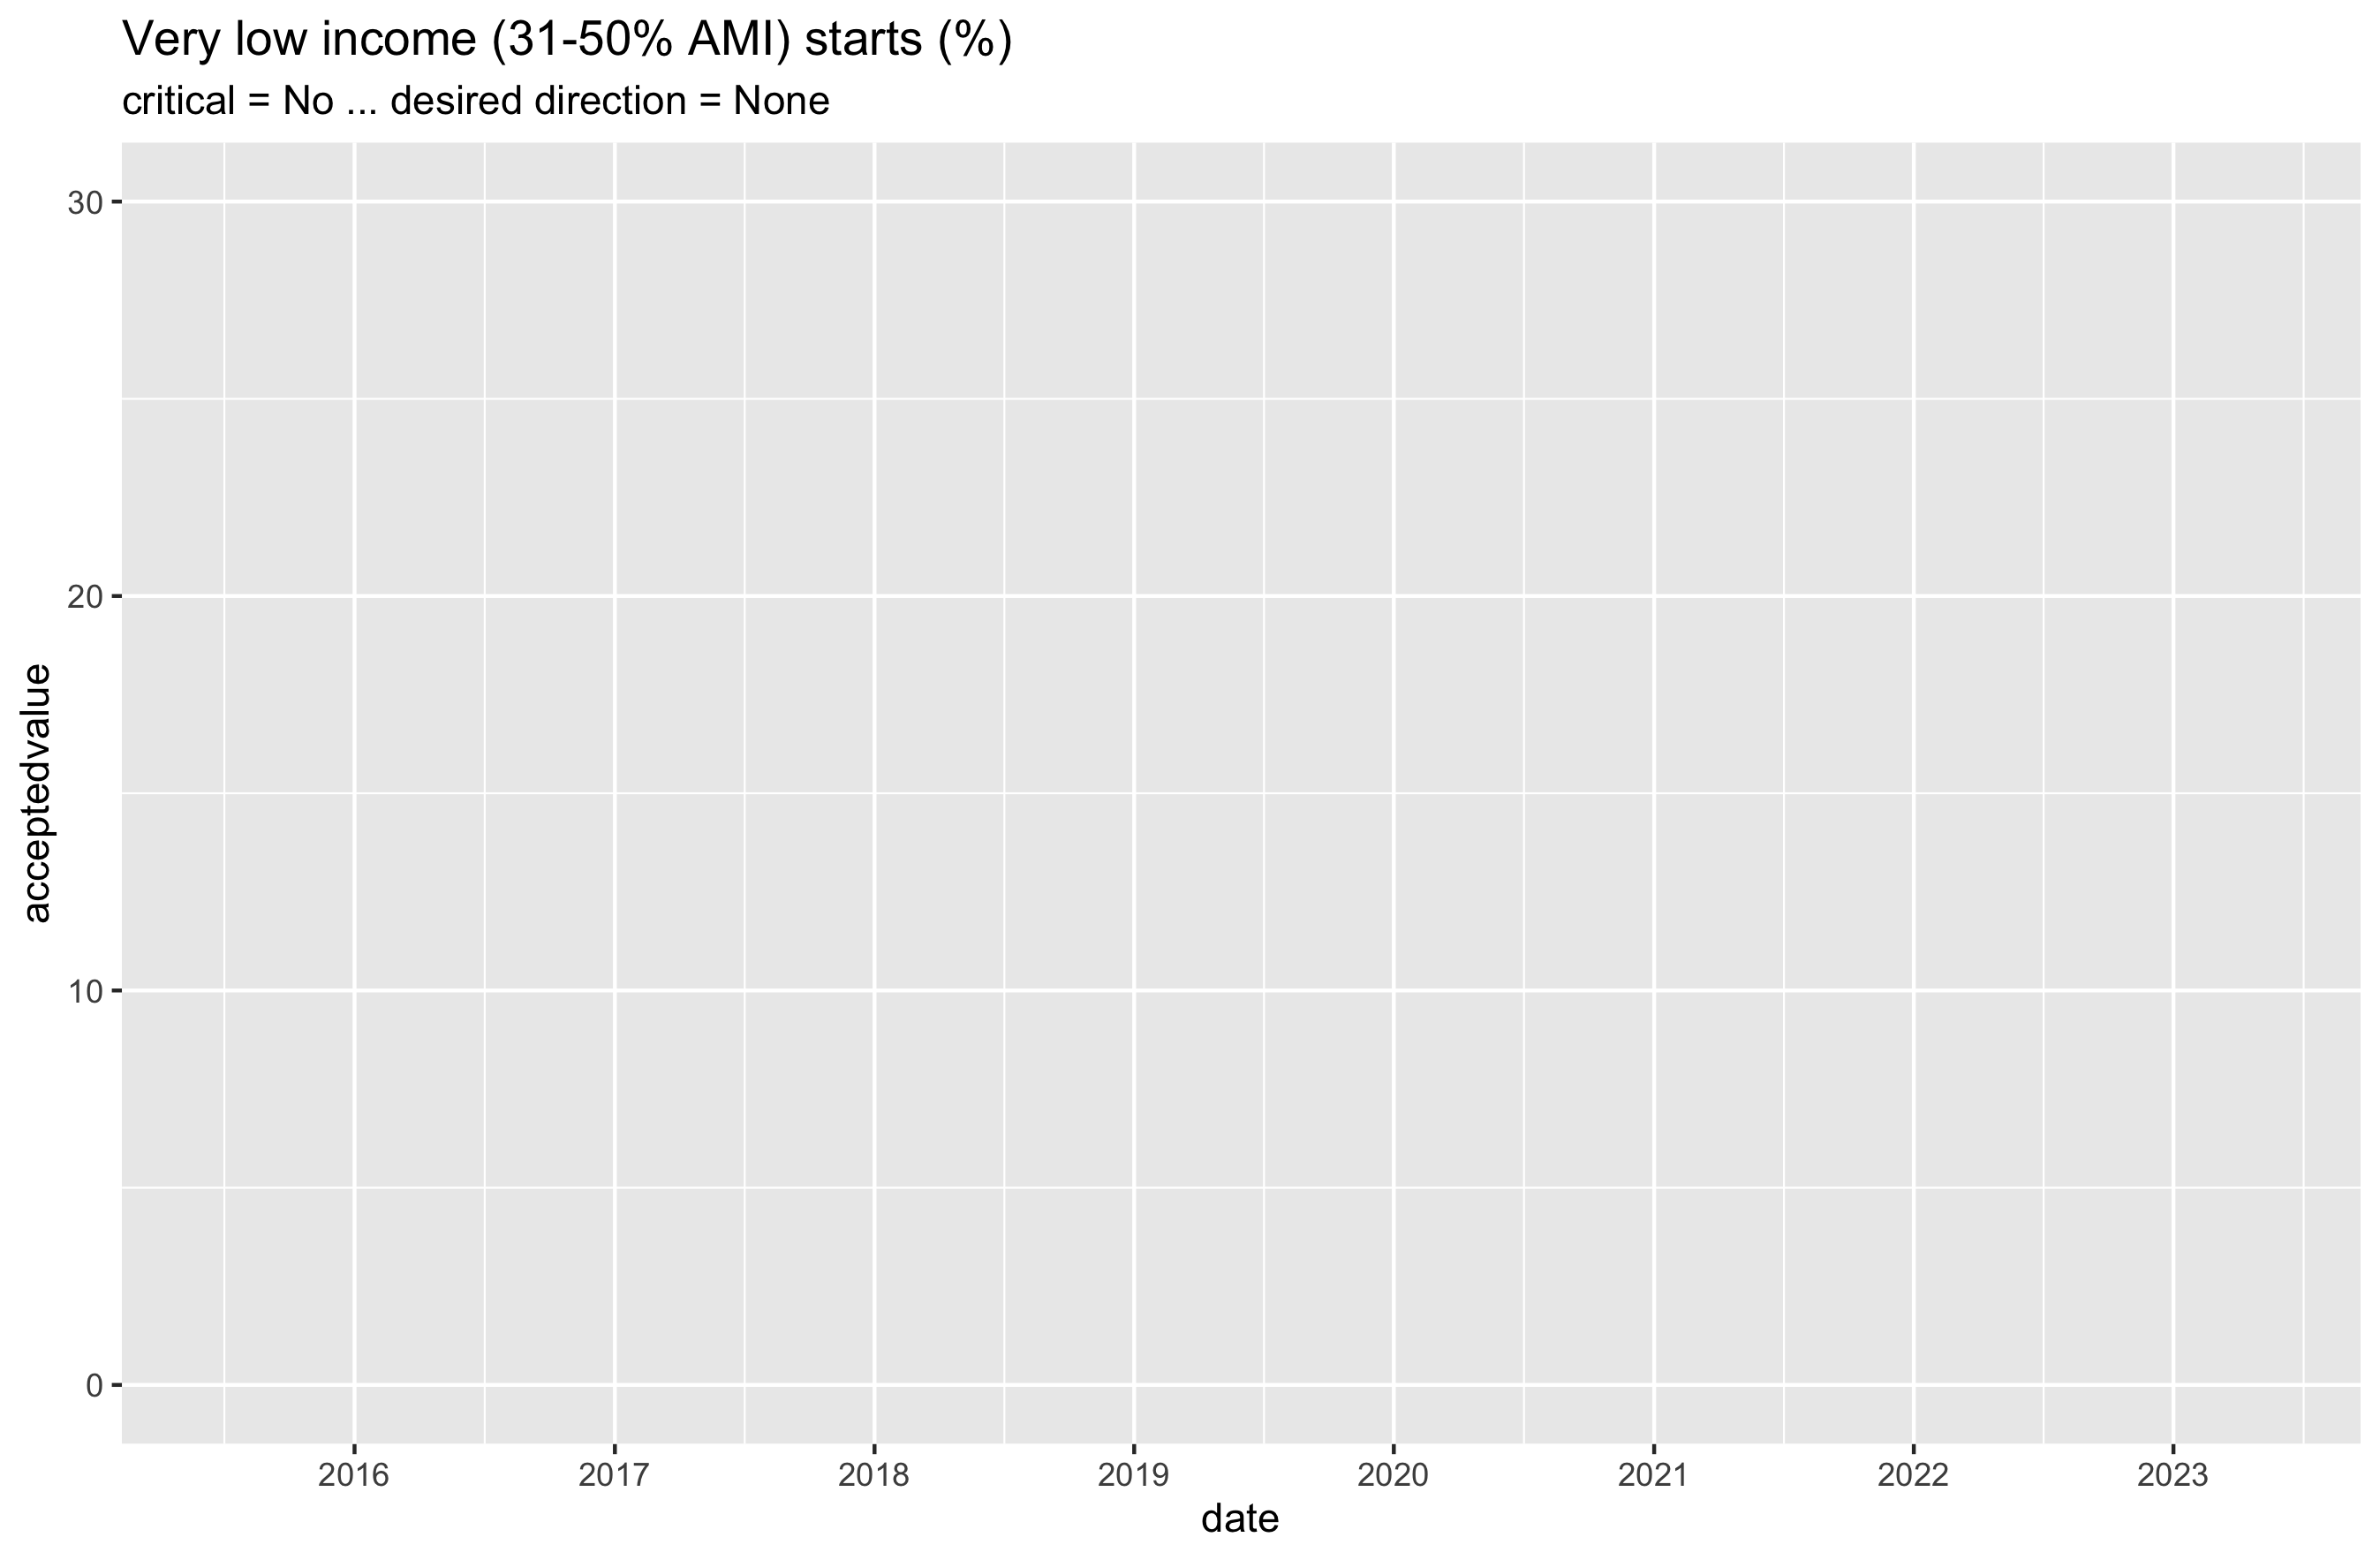 Very low income (31-50% AMI) starts (%)
critical = No ... desired direction = None
30
20
10
0
acceptedvalue
2016 2017 2018 2019 2020 2021 2022 2023
date